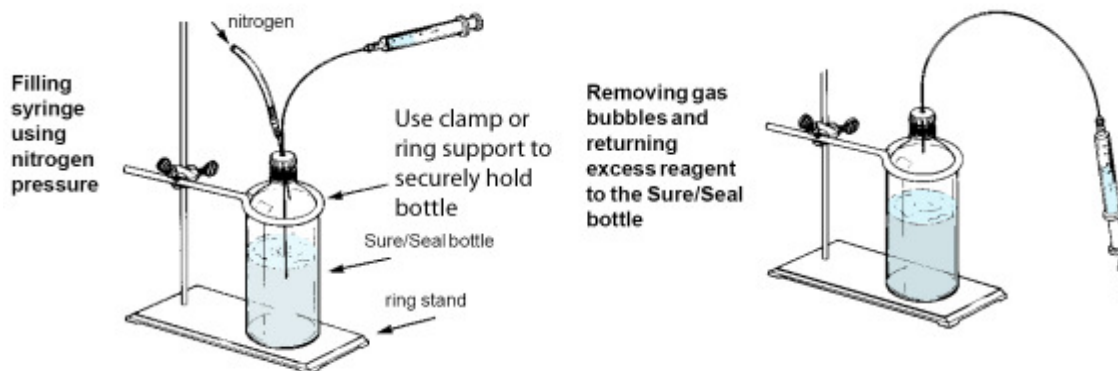 nitrogen
Filling
syringe
using
nitrogen
pressure
Use clamp or
ring support to
securely hold
bottle
Sure/Seal bottle
ring stand
Removing gas
bubbles and
returning
excess reagent
to the Sure/Seal
bottle